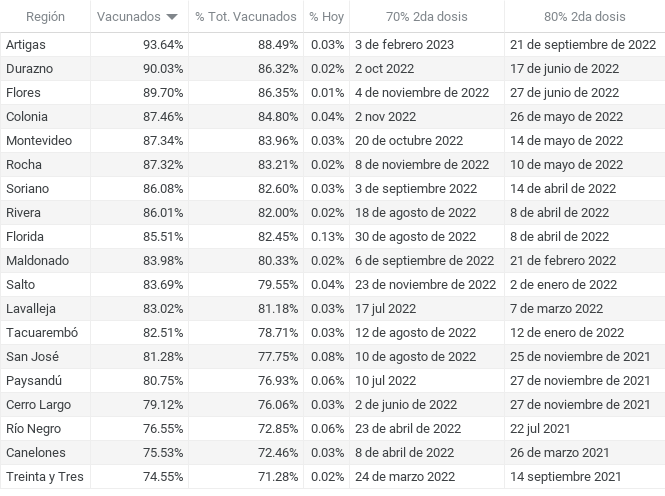 Región Vacunados % Tot. Vacunados % Hoy 70% 2da dosis 80% 2da dosis
Artigas 93.64% 88.49% 0.03% 3 de febrero 2023 21 de septiembre de 2022
Durazno 90.03% 86.32% 0.02% 2 oct 2022 17 de junio de 2022
Flores 89.70% 86.35% 0.01% 4 de noviembre de 2022 27 de junio de 2022
Colonia 87.46% 84.80% 0.04% 2 nov 2022 26 de mayo de 2022
Montevideo 87.34% 83.96% 0.03% 20 de octubre 2022 14 de mayo de 2022
Rocha 87.32% 83.21% 0.02% 8 de noviembre de 2022 10 de mayo de 2022
Soriano 86.08% 82.60% 0.03% 3 de septiembre 2022 14 de abril de 2022
Rivera 86.01% 82.00% 0.02% 18 de agosto de 2022 8 de abril de 2022
Florida 85.51% 82.45% 0.13% 30 de agosto de 2022 8 de abril de 2022
Maldonado 83.98% 80.33% 0.02% 6 de septiembre de 2022 21 de febrero de 2022
Salto 83.69% 79.55% 0.04% 23 de noviembre de 2022 2 de enero de 2022
Lavalleja 83.02% 81.18% 0.03% 17 jul 2022 7 de marzo de 2022
Tacuarembó 82.51% 78.71% 0.03% 12 de agosto de 2022 12 de enero de 2022
San José 81.28% 77.75% 0.08% 10 de agosto de 2022 25 de noviembre de 2021
Paysandú 80.75% 76.93% 0.06% 10 jul 2022 27 de noviembre de 2021
Cerro Largo 79.12% 76.06% 0.03% 2 de junio de 2022 27 de noviembre de 2021
Río Negro 76.55% 72.85% 0.06% 23 de abril de 2022 22 jul 2021
Canelones 75.53% 72.46% 0.03% 8 de abril de 2022 26 de marzo 2021
Treinta y Tres 74.55% 71.28% 0.02% 24 de marzo de 2022 14 septiembre 2021